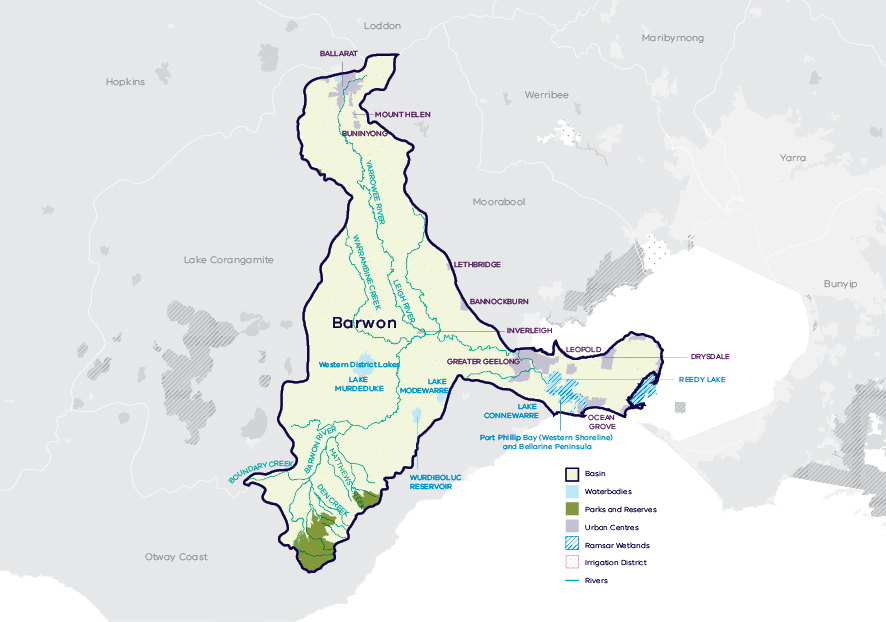 Loddon
Maribyrnong
BALLARAT
Hopkins
Werribee
MOUNT HELEN
BUNINYONG
Yarra
YARROWEE RIVER
Moorabool
WARRAMBINE CREEK
Lake Corangamite
LETHBRIDGE
LEIGH RIVER
Bunyip
BANNOCKBURN
Barwon
INVERLEIGH
LEOPOLD
DRYSDALE
GREATER GEELONG
Western District Lakes
LAKE
MURDEDUKE
LAKE
MODEWARRE
REEDY LAKE
LAKE
CONNEWARRE
OCEAN
GROVE
Port Phillip Bay (Western Shoreline)
and Bellarine Peninsula
BARWON RIVER
BOUNDARY CREEK
DEN CREEK
WURDIBOLUC
RESERVOIR
Otway Coast
Basin
Waterbodies
Parks and Reserves
Urban Centres
Ramsar Wetlands
Irrigation District
Rivers